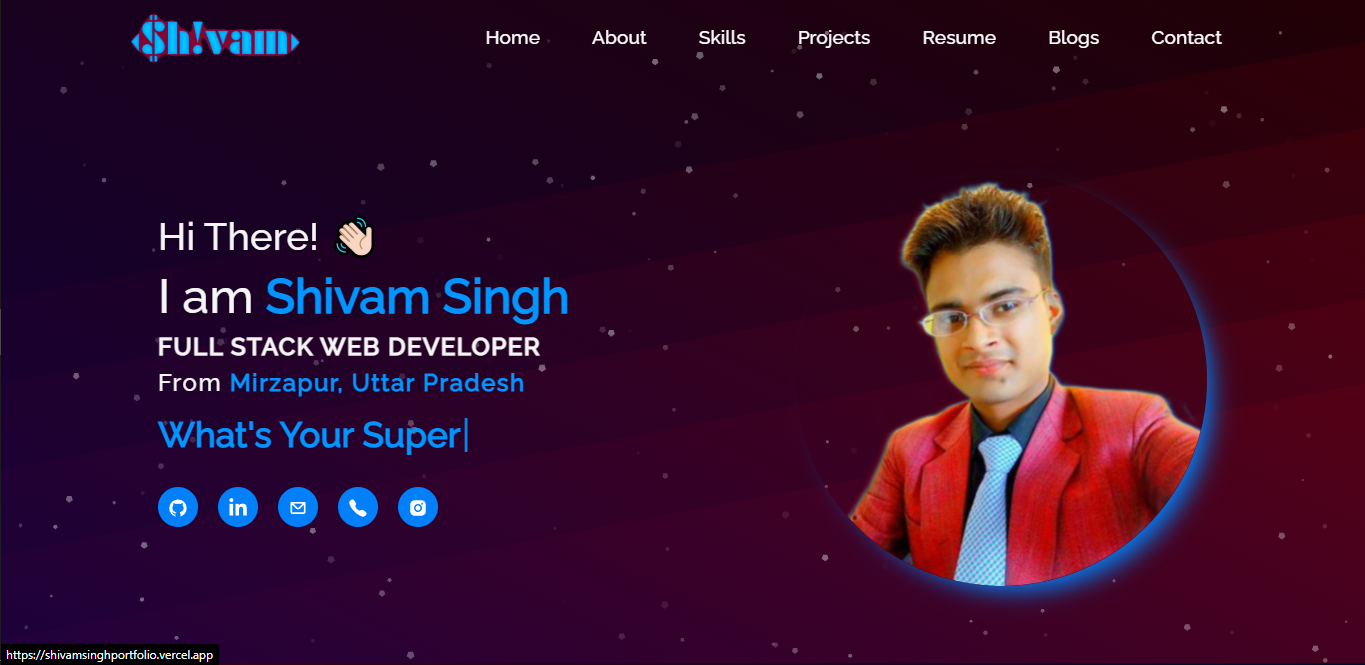 $h!vam
Home About Skills Projects Resume Blogs Contact
Hi There!
I am Shivam Singh
FULL STACK WEB DEVELOPER
From Mirzapur, Uttar Pradesh
What's Your Super
in
https://shivamsinghportfolio.vercel.app